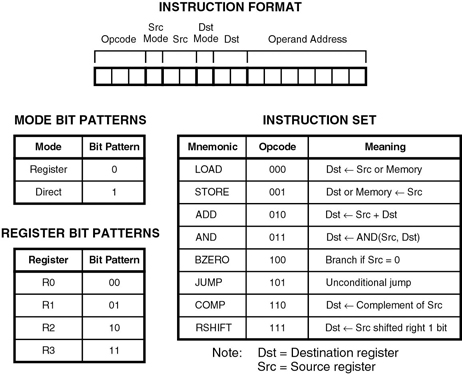 INSTRUCTION FORMAT
Opcode Src Mode Src Dst Mode Dst Operand Address
MODE BIT PATTERNS
Mode Bit Pattern
Register 0
Direct 1
REGISTER BIT PATTERNS
Register Bit Pattern
R0 00
R1 01
R2 10
R3 11
INSTRUCTION SET
Mnemonic Opcode Meaning
LOAD 000 Dst ← Src or Memory
STORE 001 Dst or Memory ← Src
ADD 010 Dst ← Src + Dst
AND 011 Dst ← AND(Src, Dst)
BZERO 100 Branch if Src = 0
JUMP 101 Unconditional jump
COMP 110 Dst ← Complement of Src
RSHIFT 111 Dst ← Src shifted right 1 bit
Note: Dst = Destination register
Src = Source register